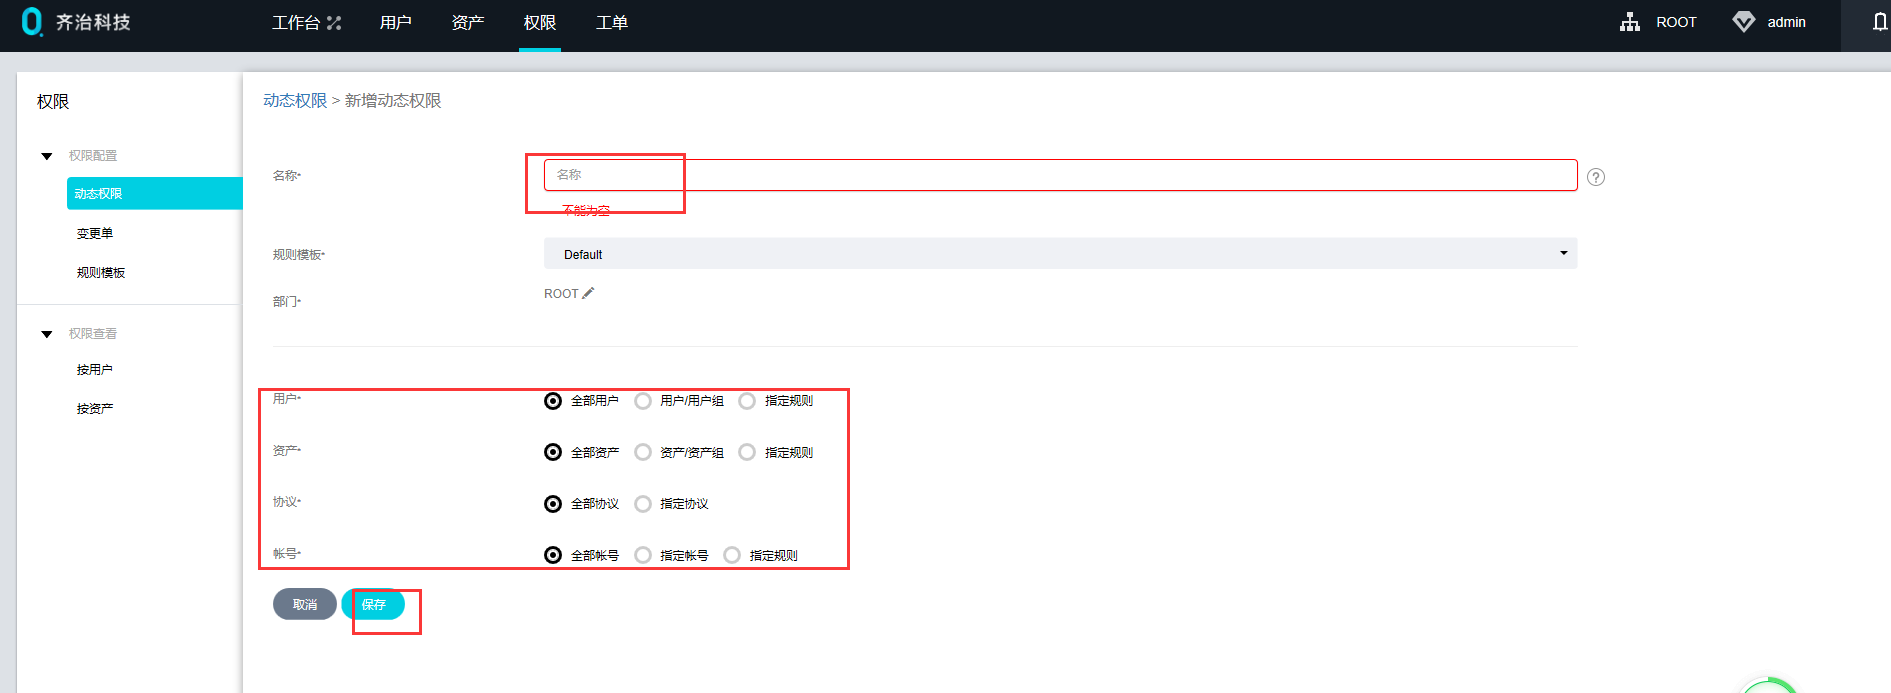 齐治科技
工作台 用户 资产 权限 工单 ROOT admin
权限
权限配置
动态权限
变更单
规则模板
权限查看
按用户
按资产
动态权限 > 新增动态权限
名称* 名称
不能为空
规则模板* Default
部门* ROOT
用户* 全部用户 用户/用户组 指定规则
资产* 全部资产 资产/资产组 指定规则
协议* 全部协议 指定协议
帐号* 全部帐号 指定帐号 指定规则
取消 保存